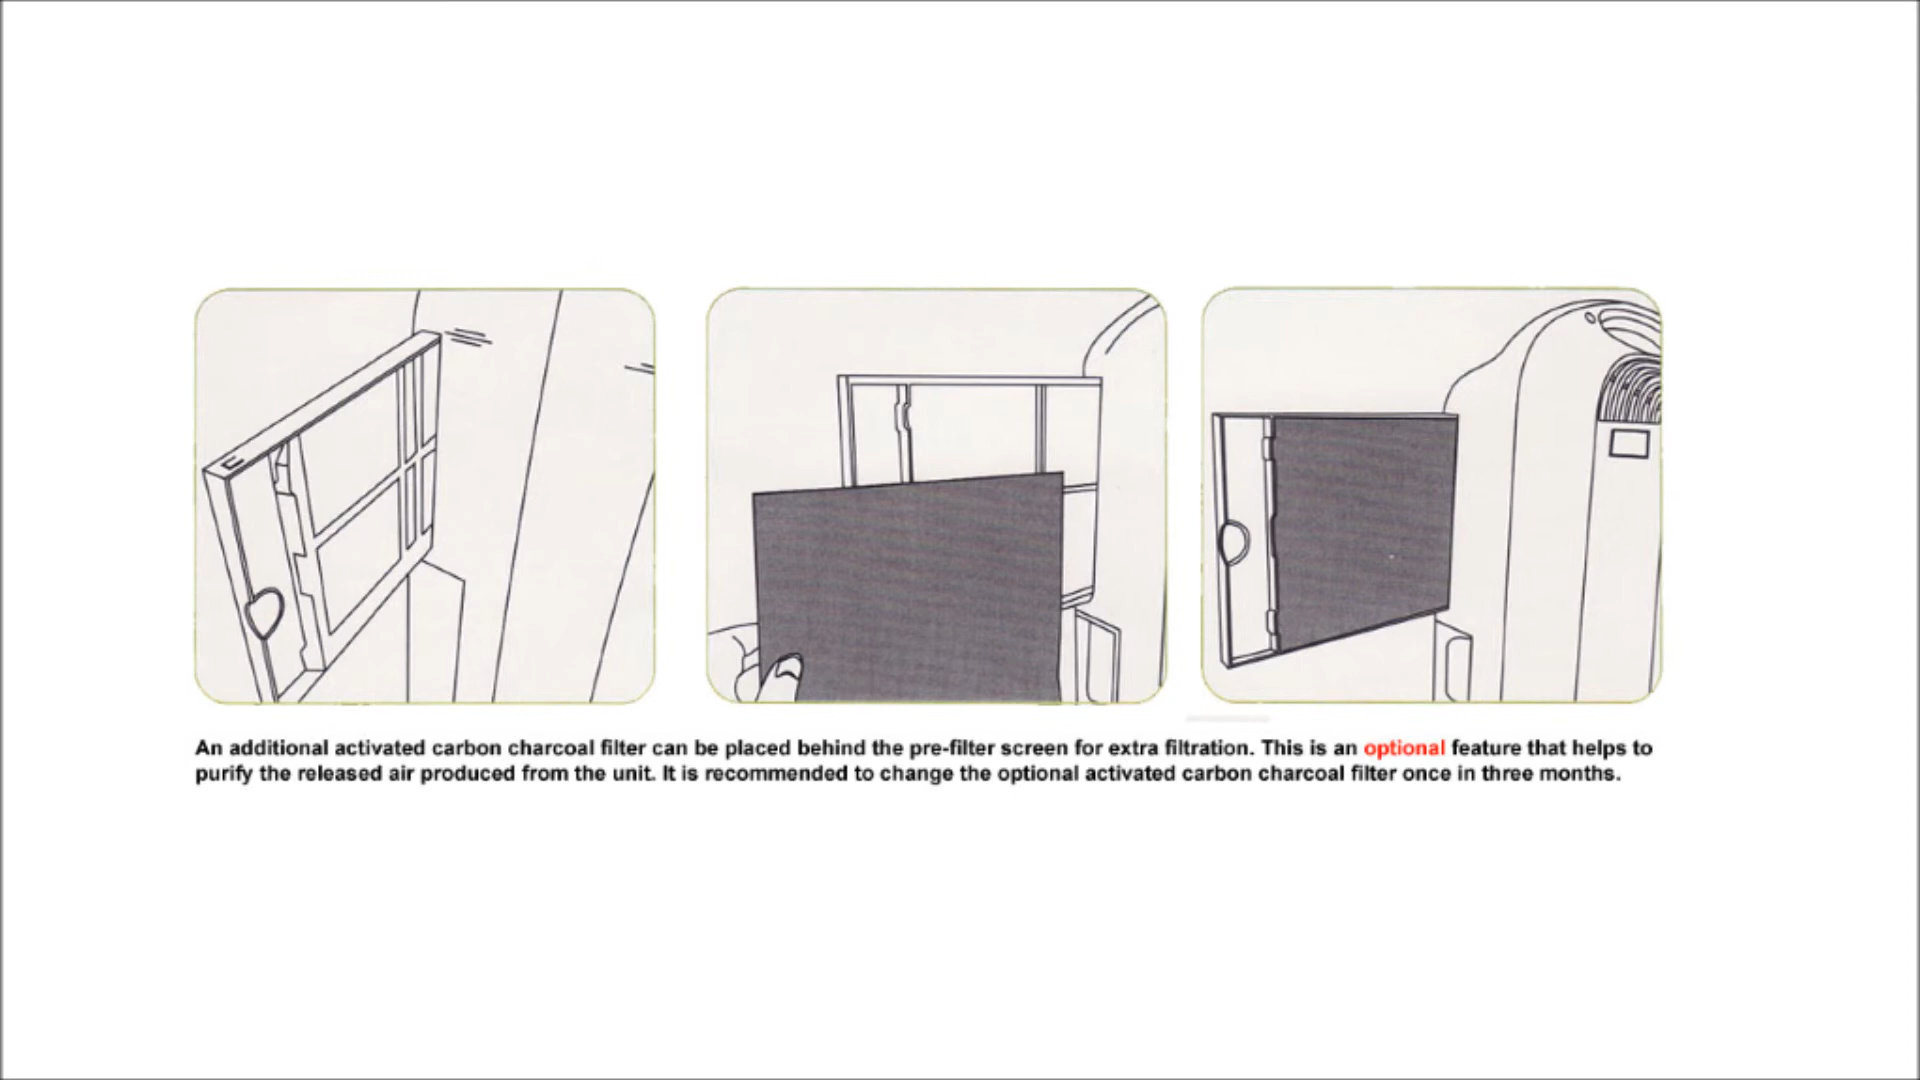 An additional activated carbon charcoal filter can be placed behind the pre-filter screen for extra filtration. This is an optional feature that helps to
purify the released air produced from the unit. It is recommended to change the optional activated carbon charcoal filter once in three months.